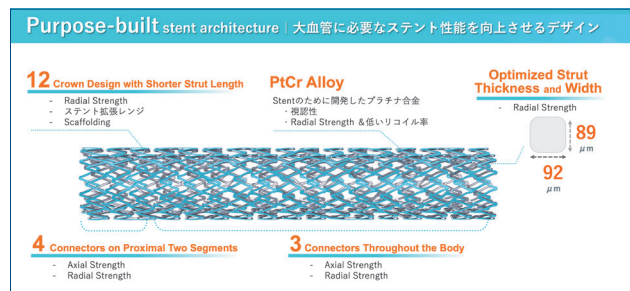 Purpose-built stent architecture | 大血管に必要なステント性能を向上させるデザイン
12 Crown Design with Shorter Strut Length
- Radial Strength
- ステント拡張レンジ
- Scaffolding
PtCr Alloy
Stentのために開発したプラチナ合金
・視認性
・Radial Strength ＆低いリコイル率
Optimized Strut
Thickness and Width
- Radial Strength
89
μm
92
μm
4 Connectors on Proximal Two Segments
- Axial Strength
- Radial Strength
3 Connectors Throughout the Body
- Axial Strength
- Radial Strength